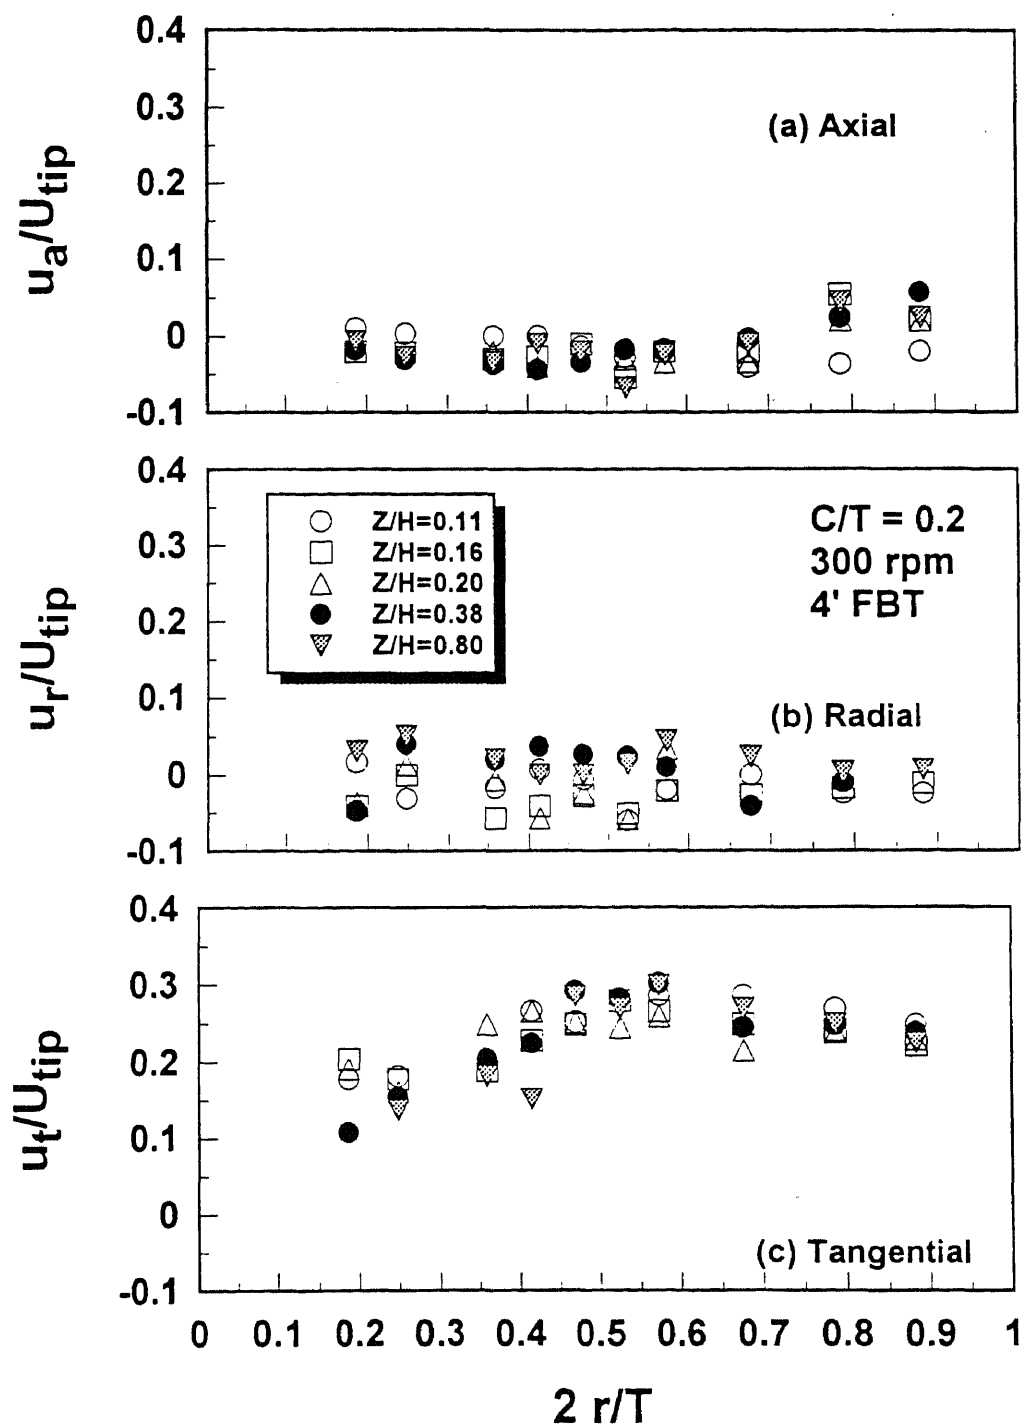 0.4
0.3
0.2
0.1
0
-0.1
u_a/U_tip
(a) Axial
0.4
0.3
0.2
0.1
0
-0.1
u_r/U_tip
Z/H=0.11
Z/H=0.16
Z/H=0.20
Z/H=0.38
Z/H=0.80
C/T = 0.2
300 rpm
4' FBT
(b) Radial
0.4
0.3
0.2
0.1
0
-0.1
u_t/U_tip
(c) Tangential
0 0.1 0.2 0.3 0.4 0.5 0.6 0.7 0.8 0.9 1
2 r/T